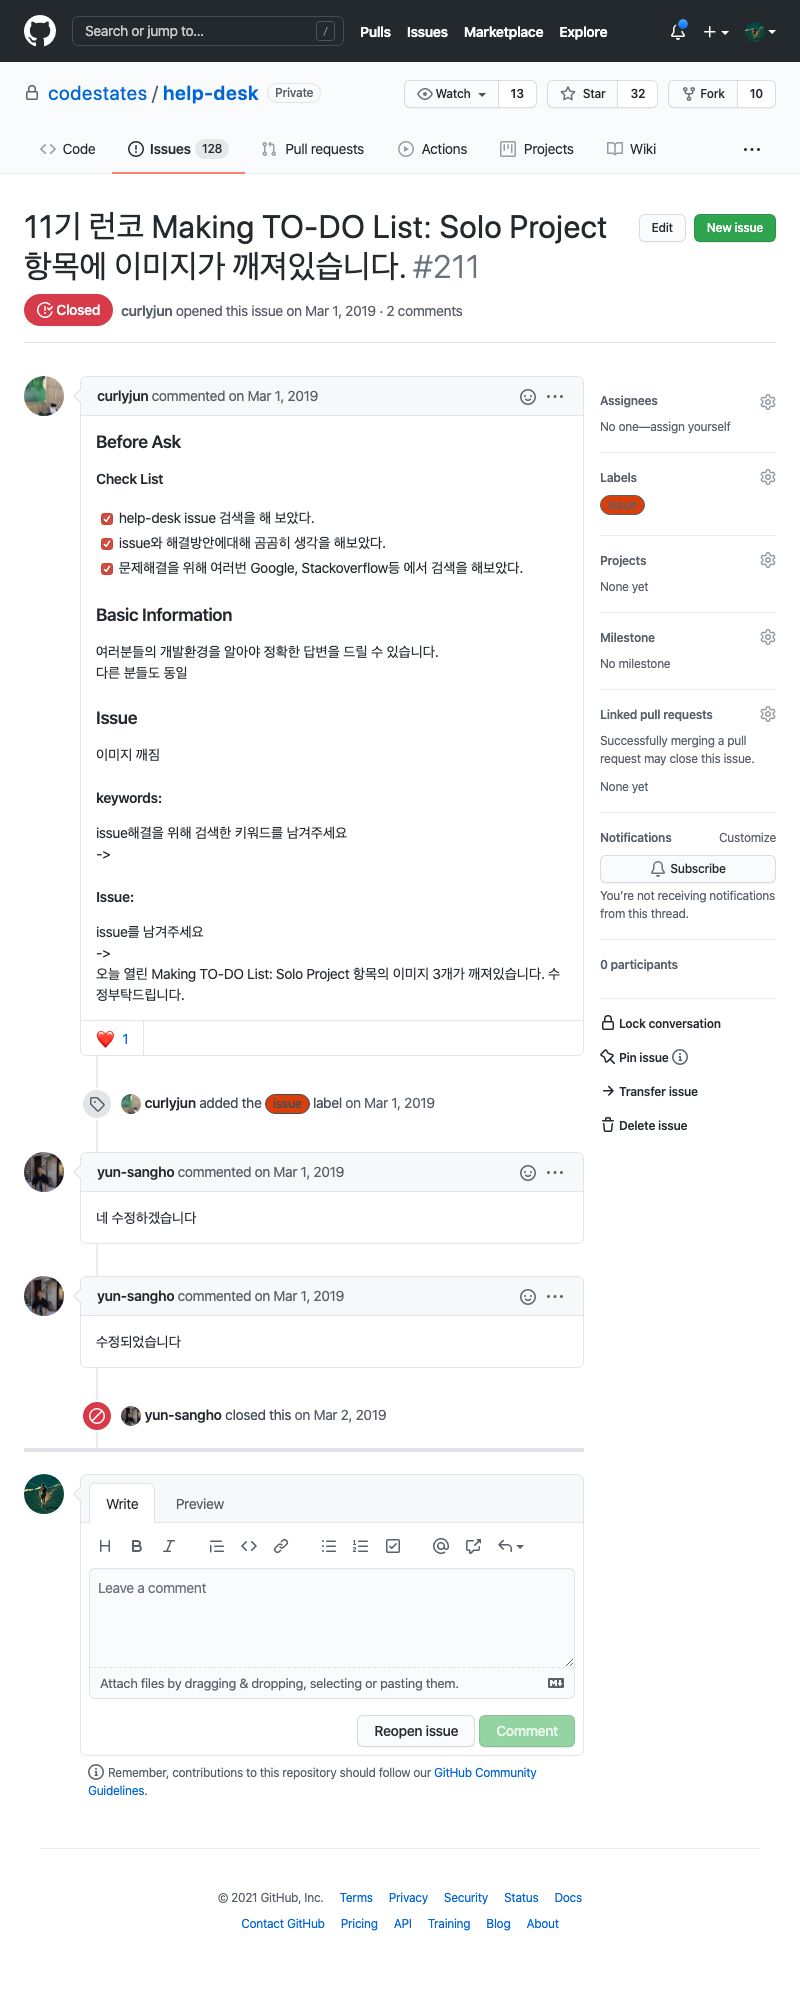 Search or jump to... /
Pulls Issues Marketplace Explore
codestates / help-desk Private
Watch 13 Star 32 Fork 10
Code Issues 128 Pull requests Actions Projects Wiki ...
11기 런코 Making TO-DO List: Solo Project
항목에 이미지가 깨져있습니다. #211
Edit New issue
Closed curlyjun opened this issue on Mar 1, 2019 · 2 comments
curlyjun commented on Mar 1, 2019
Before Ask
Check List
help-desk issue 검색을 해 보았다.
issue와 해결방안에대해 곰곰히 생각을 해보았다.
문제해결을 위해 여러번 Google, Stackoverflow등 에서 검색을 해보았다.
Basic Information
여러분들의 개발환경을 알아야 정확한 답변을 드릴 수 있습니다.
다른 분들도 동일
Issue
이미지 깨짐
keywords:
issue해결을 위해 검색한 키워드를 남겨주세요
->
Issue:
issue를 남겨주세요
->
오늘 열린 Making TO-DO List: Solo Project 항목의 이미지 3개가 깨져있습니다. 수
정부탁드립니다.
❤️ 1
curlyjun added the issue label on Mar 1, 2019
yun-sangho commented on Mar 1, 2019
네 수정하겠습니다
yun-sangho commented on Mar 1, 2019
수정되었습니다
yun-sangho closed this on Mar 2, 2019
Write Preview
H B I
Leave a comment
Attach files by dragging & dropping, selecting or pasting them.
Reopen issue Comment
Remember, contributions to this repository should follow our GitHub Community
Guidelines.
Assignees
No one—assign yourself
Labels
issue
Projects
None yet
Milestone
No milestone
Linked pull requests
Successfully merging a pull
request may close this issue.
None yet
Notifications Customize
Subscribe
You're not receiving notifications
from this thread.
0 participants
Lock conversation
Pin issue
Transfer issue
Delete issue
© 2021 GitHub, Inc. Terms Privacy Security Status Docs
Contact GitHub Pricing API Training Blog About